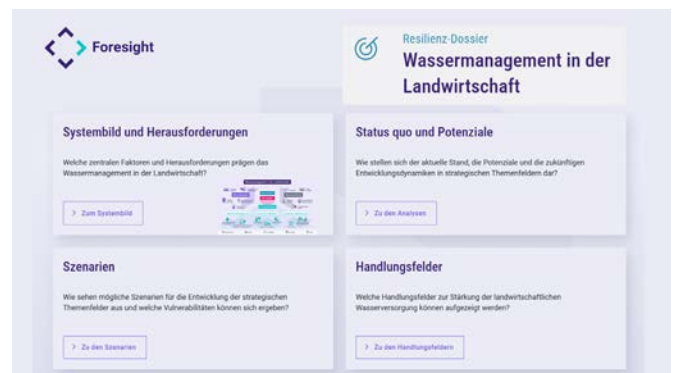 Foresight
Resilienz-Dossier
Wassermanagement in der
Landwirtschaft
Systembild und Herausforderungen
Welche zentralen Faktoren und Herausforderungen prägen das
Wassermanagement in der Landwirtschaft?
> Zum Systembild
Status quo und Potenziale
Wie stellen sich der aktuelle Stand, die Potenziale und die zukünftigen
Entwicklungsdynamiken in strategischen Themenfeldern dar?
> Zu den Analysen
Szenarien
Wie sehen mögliche Szenarien für die Entwicklung der strategischen
Themenfelder aus und welche Vulnerabilitäten können sich ergeben?
> Zu den Szenarien
Handlungsfelder
Welche Handlungsfelder zur Stärkung der landwirtschaftlichen
Wasserversorgung können aufgezeigt werden?
> Zu den Handlungsfeldern